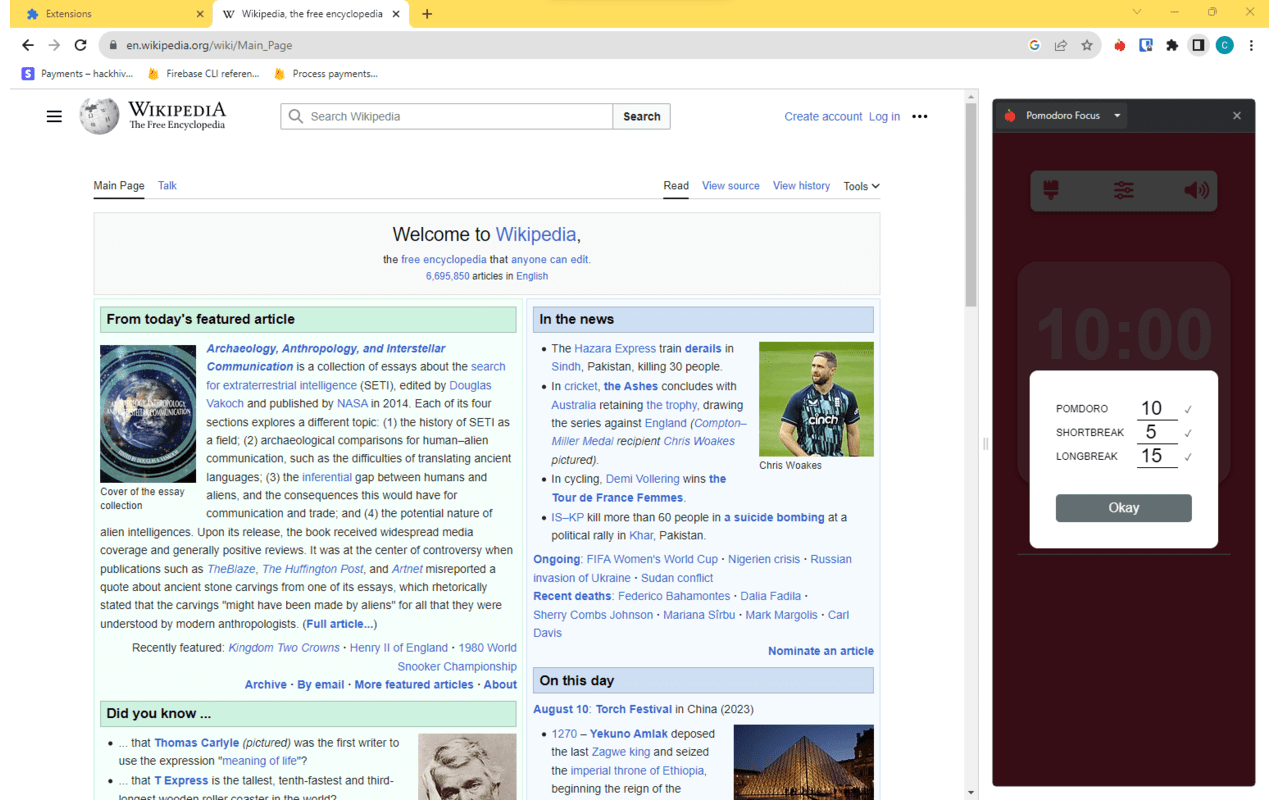 Extensions
Wikipedia, the free encyclopedia
en.wikipedia.org/wiki/Main_Page
C
S
Payments – hackhiv...
Firebase CLI referen...
Process payments...
WIKIPEDIA
The Free Encyclopedia
Search Wikipedia
Search
Create account Log in
Main Page Talk
Read View source View history Tools
Welcome to Wikipedia,
the free encyclopedia that anyone can edit.
6,695,850 articles in English
From today's featured article
ARCHAEOLOGY, ANTHROPOLOGY,
AND INTERSTELLAR COMMUNICATION
Cover of the essay
collection
Archaeology, Anthropology, and Interstellar
Communication is a collection of essays about the search
for extraterrestrial intelligence (SETI), edited by Douglas
Vakoch and published by NASA in 2014. Each of its four
sections explores a different topic: (1) the history of SETI as
a field; (2) archaeological comparisons for human–alien
communication, such as the difficulties of translating ancient
languages; (3) the inferential gap between humans and
aliens, and the consequences this would have for
communication and trade; and (4) the potential nature of
alien intelligences. Upon its release, the book received widespread media
coverage and generally positive reviews. It was at the center of controversy when
publications such as TheBlaze, The Huffington Post, and Artnet misreported a
quote about ancient stone carvings from one of its essays, which rhetorically
stated that the carvings "might have been made by aliens" for all that they were
understood by modern anthropologists. (Full article...)
Recently featured: Kingdom Two Crowns · Henry II of England · 1980 World
Snooker Championship
Archive · By email · More featured articles · About
Did you know ...
... that Thomas Carlyle (pictured) was the first writer to
use the expression "meaning of life"?
... that T Express is the tallest, tenth-fastest and third-
longest wooden roller coaster in the world?
In the news
The Hazara Express train derails in
Sindh, Pakistan, killing 30 people.
In cricket, the Ashes concludes with
Australia retaining the trophy, drawing
the series against England (Compton–
Miller Medal recipient Chris Woakes
pictured).
In cycling, Demi Vollering wins the
Tour de France Femmes.
IS–KP kill more than 60 people in a suicide bombing at a
political rally in Khar, Pakistan.
cinch
Chris Woakes
Ongoing: FIFA Women's World Cup · Nigerien crisis · Russian
invasion of Ukraine · Sudan conflict
Recent deaths: Federico Bahamontes · Dalia Fadila ·
Sherry Combs Johnson · Mariana Sîrbu · Mark Margolis · Carl
Davis
Nominate an article
On this day
August 10: Torch Festival in China (2023)
1270 – Yekuno Amlak deposed
the last Zagwe king and seized
the imperial throne of Ethiopia,
beginning the reign of the
Pomodoro Focus
10:00
POMDORO 10
SHORTBREAK 5
LONGBREAK 15
Okay